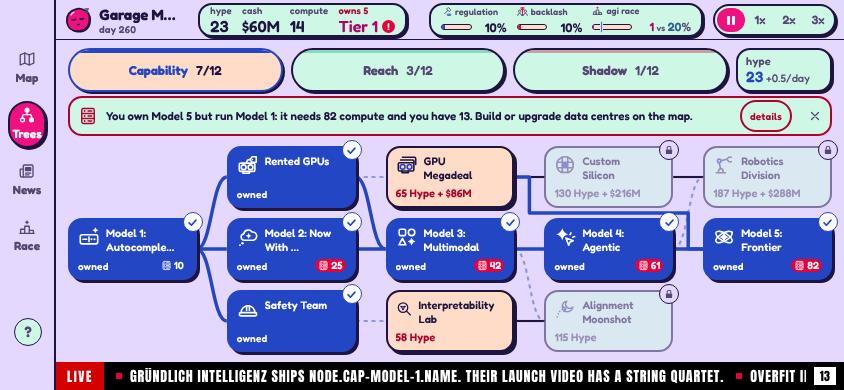 Garage M...
day 260
hype
23
cash
$60M
compute
14
owns 5
Tier 1
regulation
10%
backlash
10%
agi race
1 vs 20%
1x
2x
3x
Map
Trees
News
Race
?
Capability 7/12
Reach 3/12
Shadow 1/12
hype
23 +0.5/day
You own Model 5 but run Model 1: it needs 82 compute and you have 13. Build or upgrade data centres on the map.
details
Rented GPUs
owned
GPU
Megadeal
65 Hype + $86M
Custom
Silicon
130 Hype + $216M
Robotics
Division
187 Hype + $288M
Model 1:
Autocomple...
owned
10
Model 2: Now
With ...
owned
25
Model 3:
Multimodal
owned
42
Model 4:
Agentic
owned
61
Model 5:
Frontier
owned
82
Safety Team
owned
Interpretability
Lab
58 Hype
Alignment
Moonshot
115 Hype
LIVE
GRÜNDLICH INTELLIGENZ SHIPS NODE.CAP-MODEL-1.NAME. THEIR LAUNCH VIDEO HAS A STRING QUARTET.
OVERFIT
13